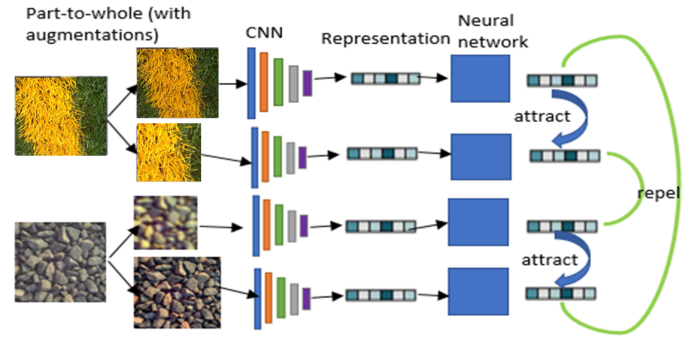 Part-to-whole (with
augmentations)
CNN
Representation
Neural
network
attract
repel
attract